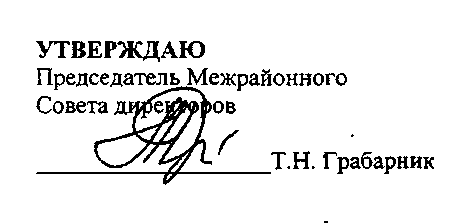 УТВЕРЖДАЮ
Председатель Межрайонного
Совета директоров
Т.Н. Грабарник